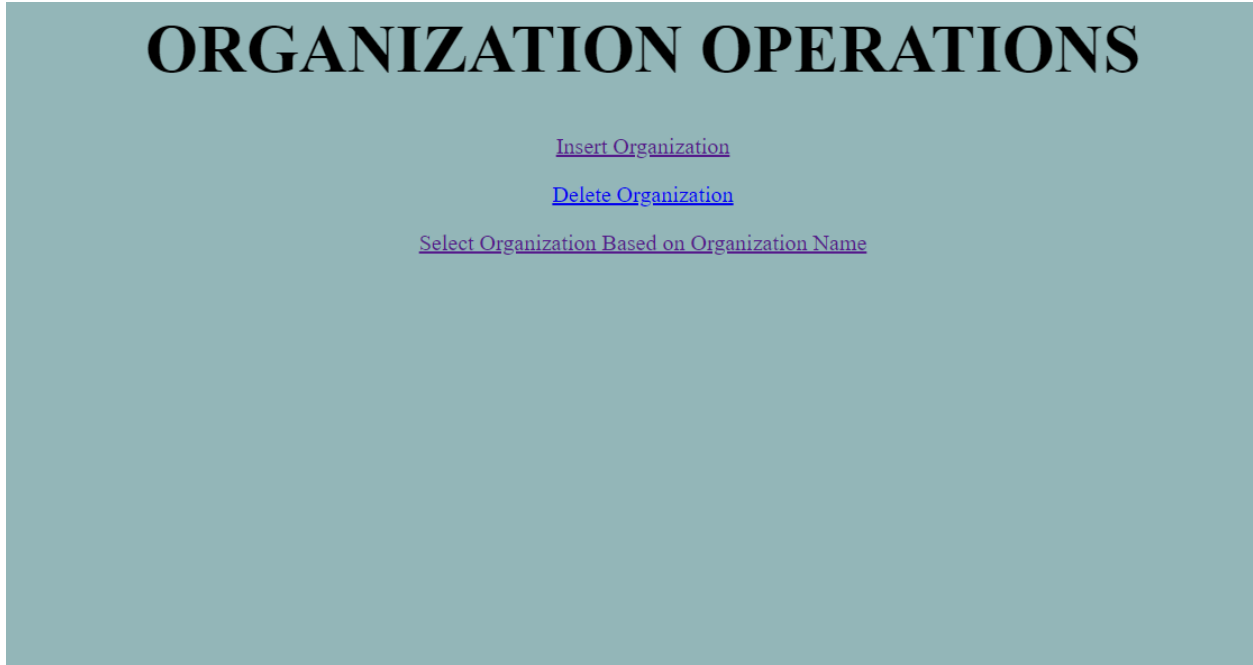 ORGANIZATION OPERATIONS
Insert Organization
Delete Organization
Select Organization Based on Organization Name